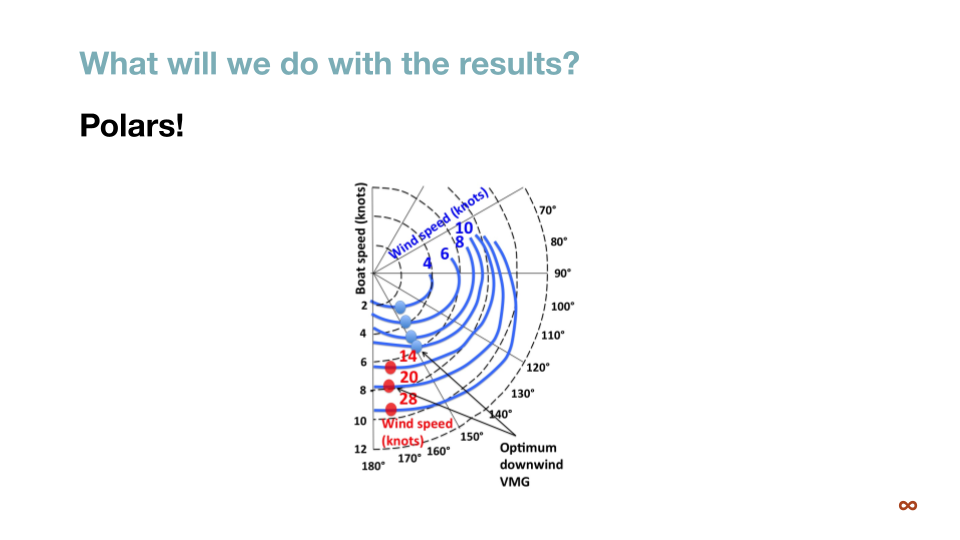 What will we do with the results?
Polars!
Boat speed (knots)
Wind speed (knots)
4
6
8
10
70°
80°
90°
100°
110°
120°
130°
140°
150°
160°
170°
180°
2
4
6
8
10
12
14
20
28
Wind speed
(knots)
Optimum
downwind
VMG
∞